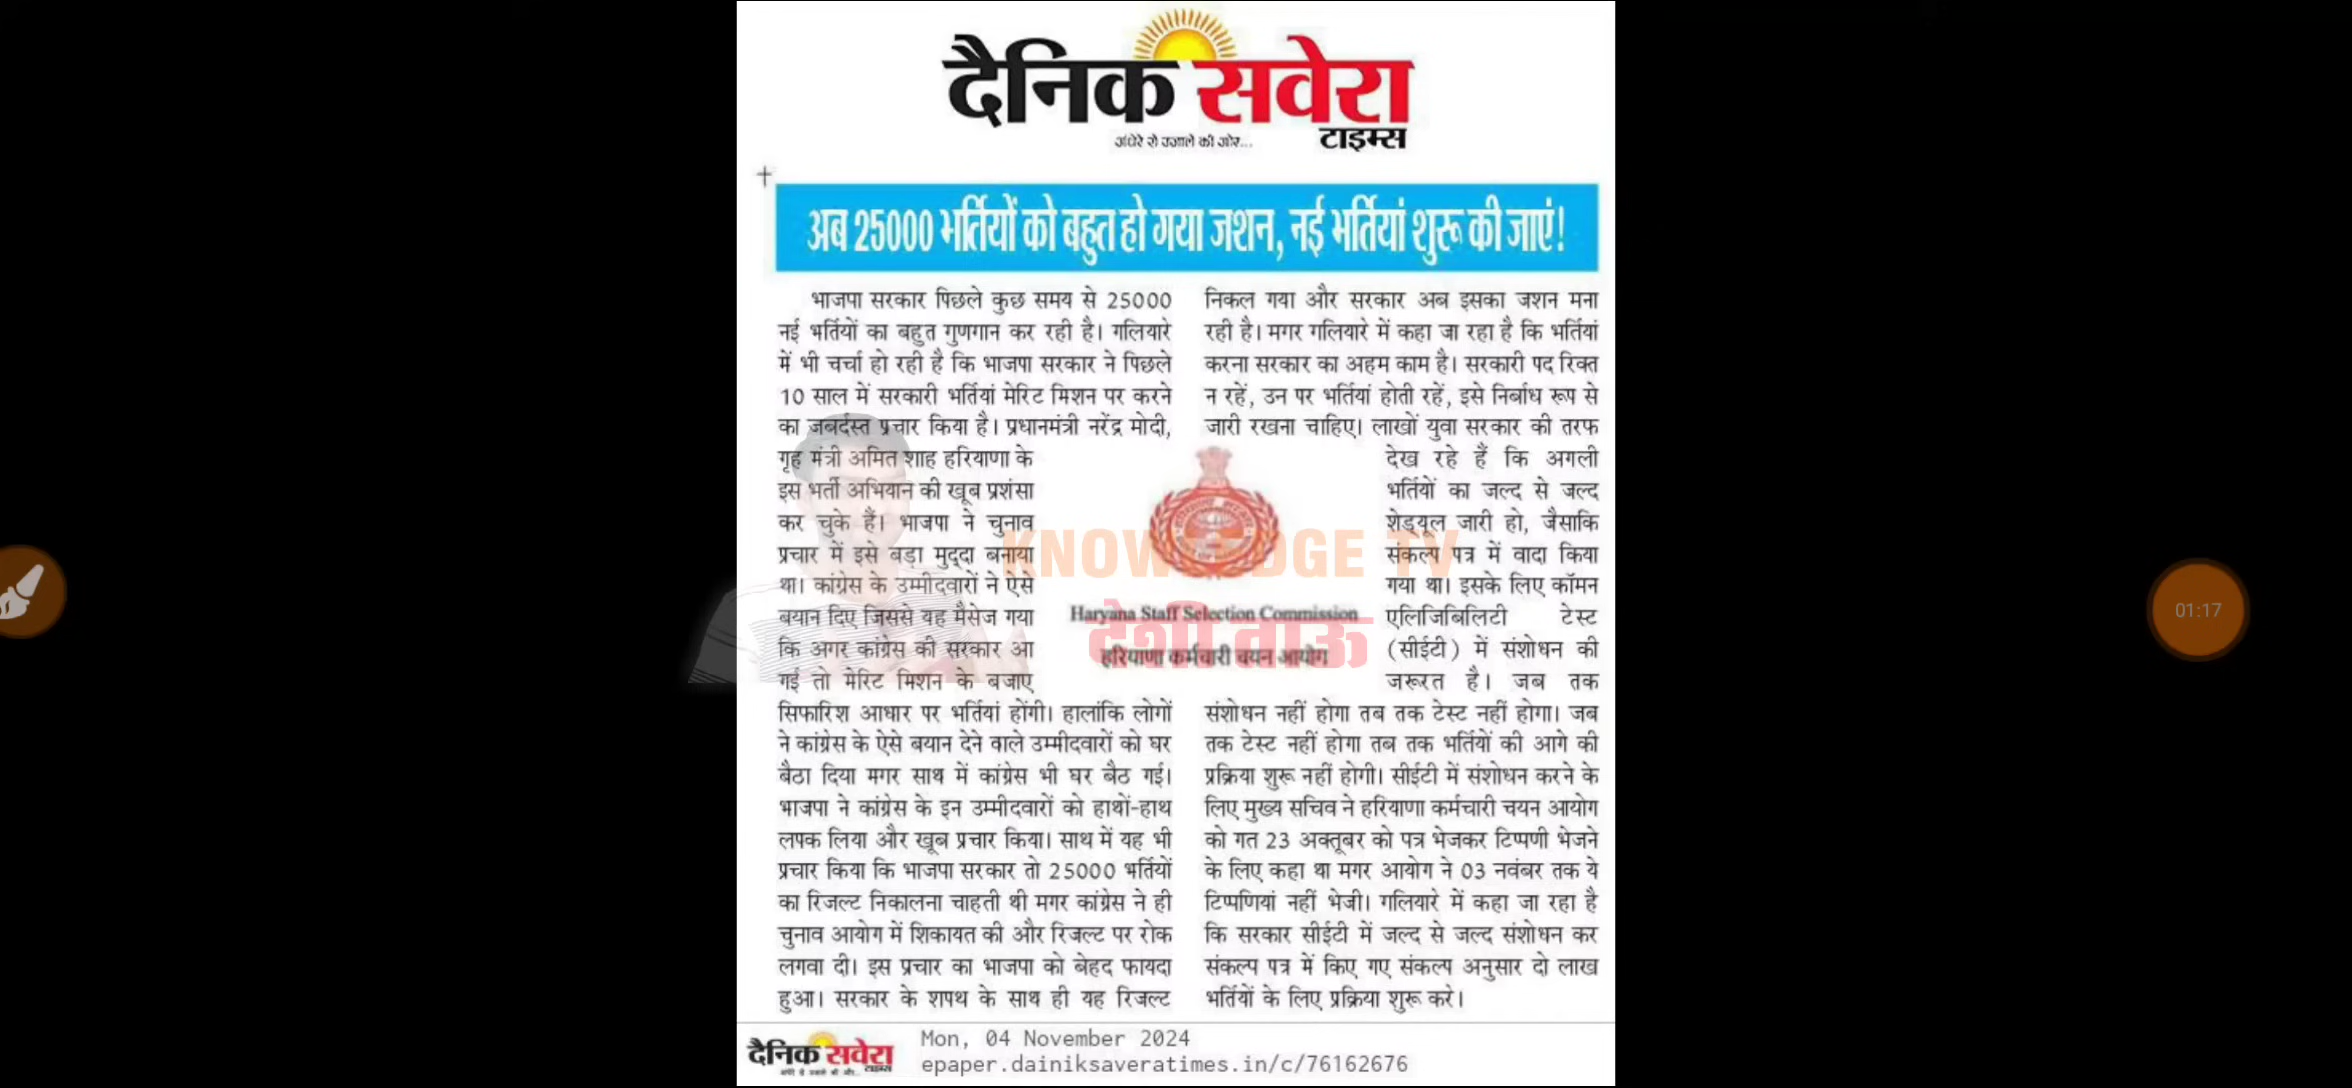 दैनिक सवेरा
टाइम्स
अंधेरे से उजाले की ओर...
अब 25000 भर्तियों को बहुत हो गया जशन, नई भर्तियां शुरू की जाएं!
भाजपा सरकार पिछले कुछ समय से 25000
नई भर्तियों का बहुत गुणगान कर रही है। गलियारे
में भी चर्चा हो रही है कि भाजपा सरकार ने पिछले
10 साल में सरकारी भर्तियां मेरिट मिशन पर करने
का जबर्दस्त प्रचार किया है। प्रधानमंत्री नरेंद्र मोदी,
गृह मंत्री अमित शाह हरियाणा के
इस भर्ती अभियान की खूब प्रशंसा
कर चुके हैं। भाजपा ने चुनाव
प्रचार में इसे बड़ा मुद्दा बनाया
था। कांग्रेस के उम्मीदवारों ने ऐसे
बयान दिए जिससे यह मैसेज गया
कि अगर कांग्रेस की सरकार आ
गई तो मेरिट मिशन के बजाए
सिफारिश आधार पर भर्तियां होंगी। हालांकि लोगों
ने कांग्रेस के ऐसे बयान देने वाले उम्मीदवारों को घर
बैठा दिया मगर साथ में कांग्रेस भी घर बैठ गई।
भाजपा ने कांग्रेस के इन उम्मीदवारों को हाथों-हाथ
लपक लिया और खूब प्रचार किया। साथ में यह भी
प्रचार किया कि भाजपा सरकार तो 25000 भर्तियों
का रिजल्ट निकालना चाहती थी मगर कांग्रेस ने ही
चुनाव आयोग में शिकायत की और रिजल्ट पर रोक
लगवा दी। इस प्रचार का भाजपा को बेहद फायदा
हुआ। सरकार के शपथ के साथ ही यह रिजल्ट
निकल गया और सरकार अब इसका जशन मना
रही है। मगर गलियारे में कहा जा रहा है कि भर्तियां
करना सरकार का अहम काम है। सरकारी पद रिक्त
न रहें, उन पर भर्तियां होती रहें, इसे निर्बाध रूप से
जारी रखना चाहिए। लाखों युवा सरकार की तरफ
देख रहे हैं कि अगली
भर्तियों का जल्द से जल्द
शेड्यूल जारी हो, जैसाकि
संकल्प पत्र में वादा किया
गया था। इसके लिए कॉमन
एलिजिबिलिटी टेस्ट
(सीईटी) में संशोधन की
जरूरत है। जब तक
संशोधन नहीं होगा तब तक टेस्ट नहीं होगा। जब
तक टेस्ट नहीं होगा तब तक भर्तियों की आगे की
प्रक्रिया शुरू नहीं होगी। सीईटी में संशोधन करने के
लिए मुख्य सचिव ने हरियाणा कर्मचारी चयन आयोग
को गत 23 अक्तूबर को पत्र भेजकर टिप्पणी भेजने
के लिए कहा था मगर आयोग ने 03 नवंबर तक ये
टिप्पणियां नहीं भेजी। गलियारे में कहा जा रहा है
कि सरकार सीईटी में जल्द से जल्द संशोधन कर
संकल्प पत्र में किए गए संकल्प अनुसार दो लाख
भर्तियों के लिए प्रक्रिया शुरू करे।
KNOWLEDGE TV
Haryana Staff Selection Commission
देशी ताऊ
हरियाणा कर्मचारी चयन आयोग
01:17
दैनिक सवेरा
टाइम्स
Mon, 04 November 2024
epaper.dainiksaveratimes.in/c/76162676